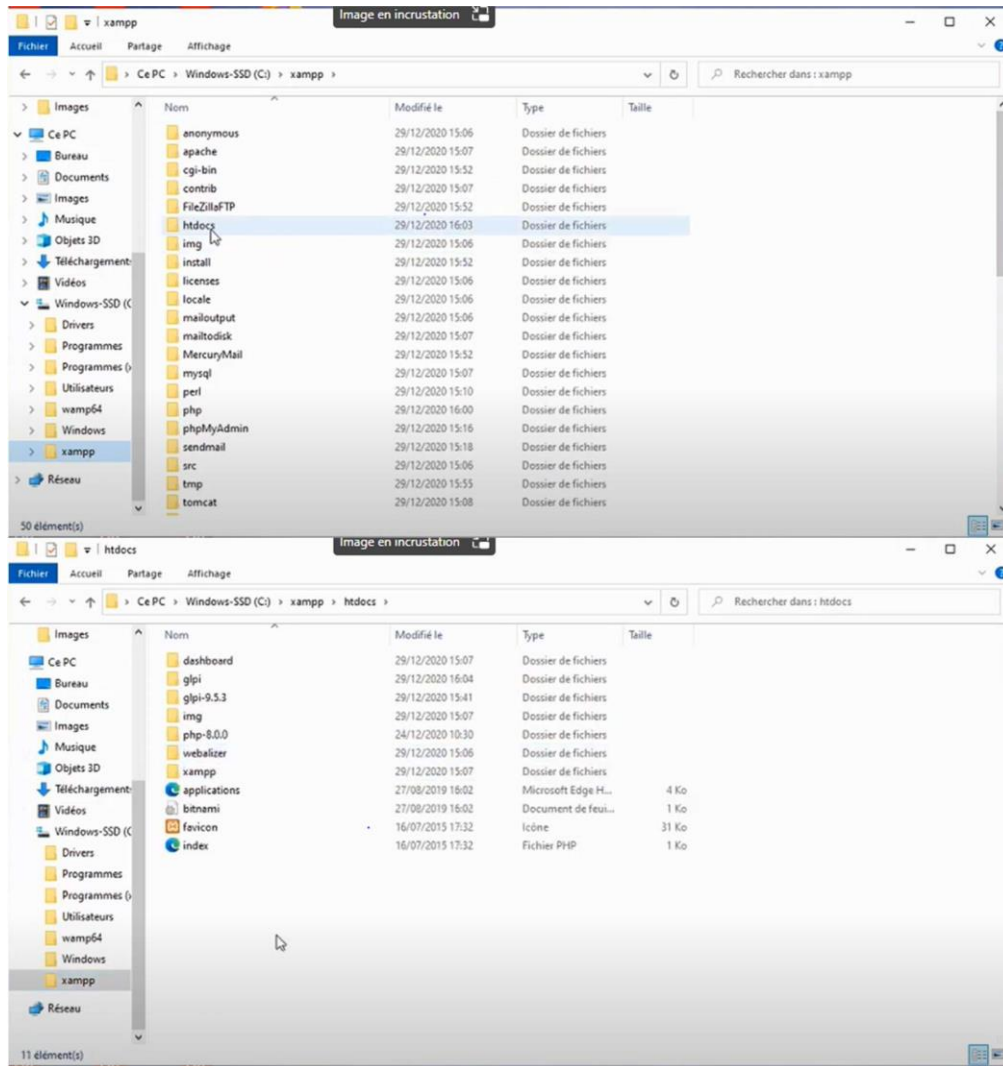 xampp
Image en incrustation
Fichier Accueil Partage Affichage
Ce PC > Windows-SSD (C:) > xampp >
Rechercher dans : xampp
Nom Modifié le Type Taille
Images
Ce PC
Bureau
Documents
Images
Musique
Objets 3D
Téléchargement
Vidéos
Windows-SSD (C
Drivers
Programmes
Programmes (
Utilisateurs
wamp64
Windows
xampp
Réseau
anonymous 29/12/2020 15:06 Dossier de fichiers
apache 29/12/2020 15:07 Dossier de fichiers
cgi-bin 29/12/2020 15:52 Dossier de fichiers
contrib 29/12/2020 15:07 Dossier de fichiers
FileZillaFTP 29/12/2020 15:52 Dossier de fichiers
htdocs 29/12/2020 16:03 Dossier de fichiers
img 29/12/2020 15:06 Dossier de fichiers
install 29/12/2020 15:52 Dossier de fichiers
licenses 29/12/2020 15:06 Dossier de fichiers
locale 29/12/2020 15:06 Dossier de fichiers
mailoutput 29/12/2020 15:06 Dossier de fichiers
mailtodisk 29/12/2020 15:07 Dossier de fichiers
MercuryMail 29/12/2020 15:52 Dossier de fichiers
mysql 29/12/2020 15:07 Dossier de fichiers
perl 29/12/2020 15:10 Dossier de fichiers
php 29/12/2020 16:00 Dossier de fichiers
phpMyAdmin 29/12/2020 15:16 Dossier de fichiers
sendmail 29/12/2020 15:18 Dossier de fichiers
src 29/12/2020 15:06 Dossier de fichiers
tmp 29/12/2020 15:55 Dossier de fichiers
tomcat 29/12/2020 15:08 Dossier de fichiers
50 élément(s)
htdocs
Image en incrustation
Fichier Accueil Partage Affichage
Ce PC > Windows-SSD (C:) > xampp > htdocs >
Rechercher dans : htdocs
Nom Modifié le Type Taille
Images
Ce PC
Bureau
Documents
Images
Musique
Objets 3D
Téléchargement
Vidéos
Windows-SSD (C
Drivers
Programmes
Programmes (
Utilisateurs
wamp64
Windows
xampp
Réseau
dashboard 29/12/2020 15:07 Dossier de fichiers
glpi 29/12/2020 16:04 Dossier de fichiers
glpi-9.5.3 29/12/2020 15:41 Dossier de fichiers
img 29/12/2020 15:07 Dossier de fichiers
php-8.0.0 24/12/2020 10:30 Dossier de fichiers
webalizer 29/12/2020 15:06 Dossier de fichiers
xampp 29/12/2020 15:07 Dossier de fichiers
applications 27/08/2019 16:02 Microsoft Edge H... 4 Ko
bitnami 27/08/2019 16:02 Document de feui... 1 Ko
favicon 16/07/2015 17:32 Icône 31 Ko
index 16/07/2015 17:32 Fichier PHP 1 Ko
11 élément(s)